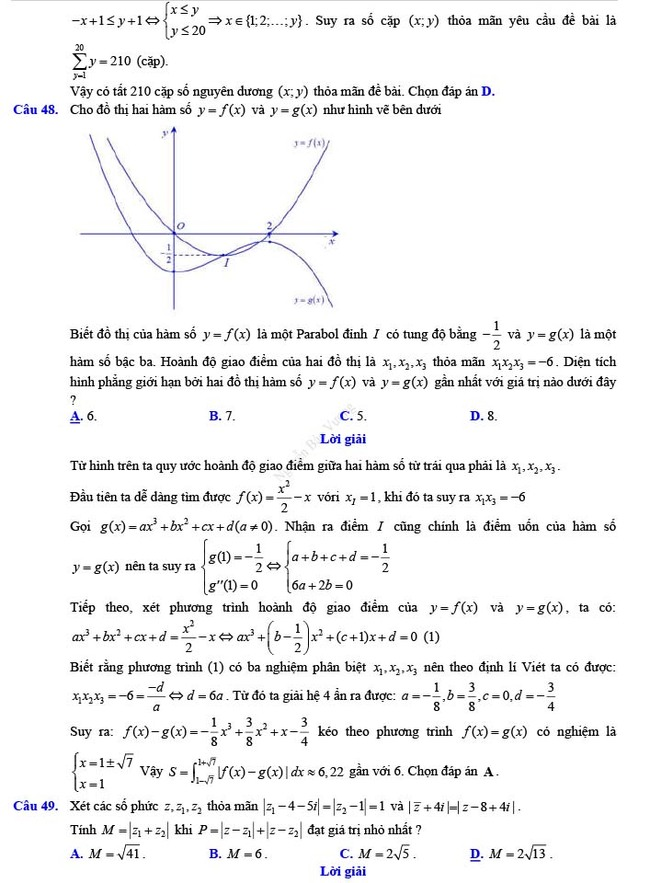 −x+1≤y+1⇔{x≤y; y≤20 ⇒x∈{1;2;...;y}. Suy ra số cặp (x;y) thỏa mãn yêu cầu đề bài là
∑_{y=1}^{20} y=210 (cặp).
Vậy có tất 210 cặp số nguyên dương (x;y) thỏa mãn đề bài. Chọn đáp án D.
Câu 48. Cho đồ thị hai hàm số y=f(x) và y=g(x) như hình vẽ bên dưới
y
y=f(x)
O
2
x
−1/2
I
y=g(x)
Biết đồ thị của hàm số y=f(x) là một Parabol đỉnh I có tung độ bằng −1/2 và y=g(x) là một
hàm số bậc ba. Hoành độ giao điểm của hai đồ thị là x₁,x₂,x₃ thỏa mãn x₁x₂x₃=−6. Diện tích
hình phẳng giới hạn bởi hai đồ thị hàm số y=f(x) và y=g(x) gần nhất với giá trị nào dưới đây
?
A. 6. B. 7. C. 5. D. 8.
Lời giải
Từ hình trên ta quy ước hoành độ giao điểm giữa hai hàm số từ trái qua phải là x₁,x₂,x₃.
Đầu tiên ta dễ dàng tìm được f(x)=x²/2−x vói x_I=1, khi đó ta suy ra x₁x₃=−6
Gọi g(x)=ax³+bx²+cx+d(a≠0). Nhận ra điểm I cũng chính là điểm uốn của hàm số
y=g(x) nên ta suy ra {g(1)=−1/2; g''(1)=0 ⇔{a+b+c+d=−1/2; 6a+2b=0
Tiếp theo, xét phương trình hoành độ giao điểm của y=f(x) và y=g(x), ta có:
ax³+bx²+cx+d=x²/2−x⇔ax³+(b−1/2)x²+(c+1)x+d=0 (1)
Biết rằng phương trình (1) có ba nghiệm phân biệt x₁,x₂,x₃ nên theo định lí Viét ta có được:
x₁x₂x₃=−6=−d/a⇔d=6a. Từ đó ta giải hệ 4 ẩn ra được: a=−1/8,b=3/8,c=0,d=−3/4
Suy ra: f(x)−g(x)=−1/8x³+3/8x²+x−3/4 kéo theo phương trình f(x)=g(x) có nghiệm là
{x=1±√7; x=1 Vậy S=∫_{1−√7}^{1+√7}|f(x)−g(x)|dx≈6,22 gần với 6. Chọn đáp án A.
Câu 49. Xét các số phức z,z₁,z₂ thỏa mãn |z₁−4−5i|=|z₂−1|=1 và |z̅+4i|=|z−8+4i|.
Tính M=|z₁+z₂| khi P=|z−z₁|+|z−z₂| đạt giá trị nhỏ nhất ?
A. M=√41. B. M=6. C. M=2√5. D. M=2√13.
Lời giải